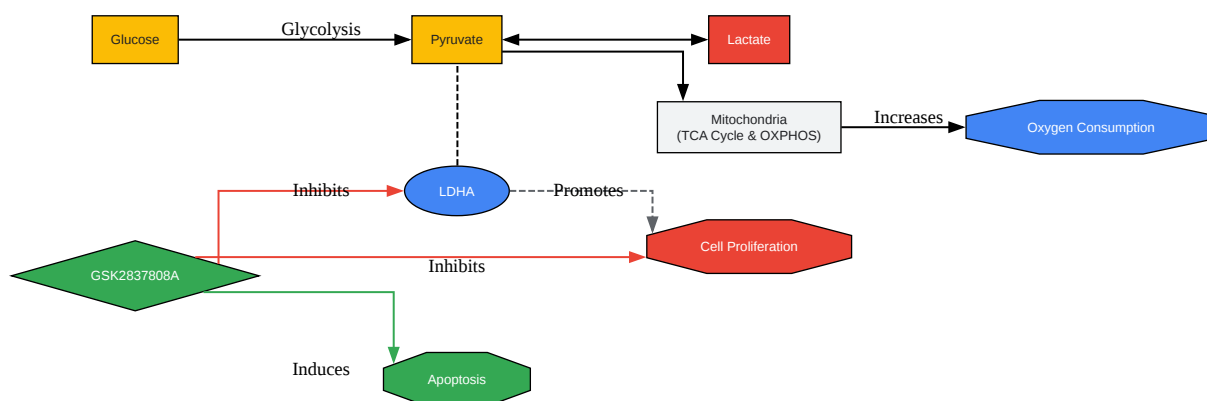 Glucose
Glycolysis
Pyruvate
Lactate
Mitochondria
(TCA Cycle & OXPHOS)
Increases
Oxygen Consumption
Inhibits
LDHA
Promotes
Cell Proliferation
GSK2837808A
Inhibits
Induces
Apoptosis